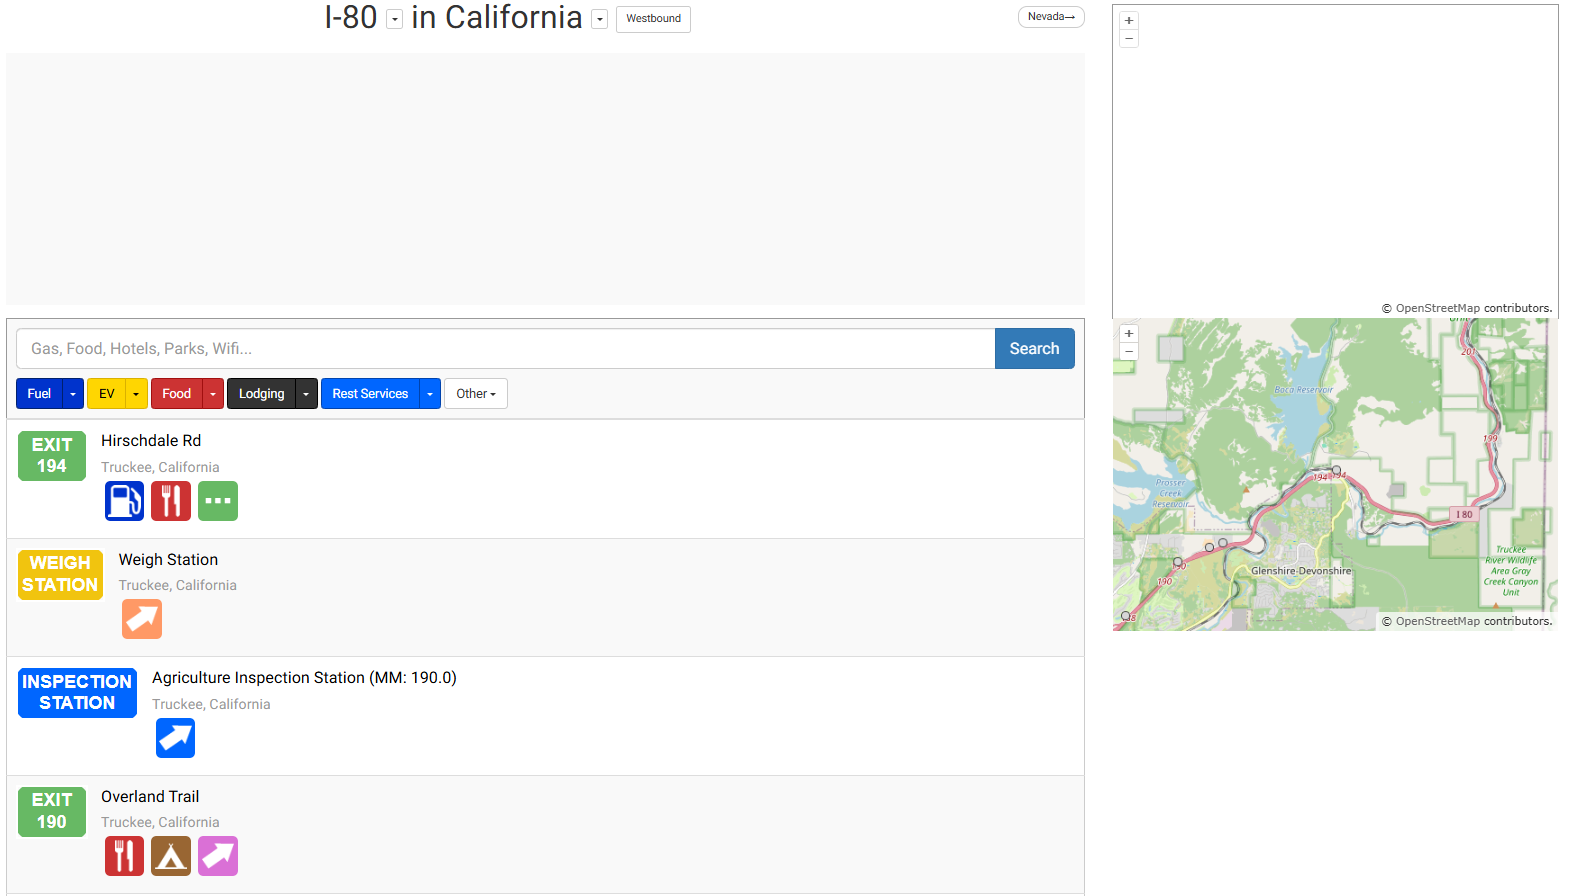 I-80 in California Westbound
Nevada→
Gas, Food, Hotels, Parks, Wifi...
Search
Fuel EV Food Lodging Rest Services Other
EXIT
194
Hirschdale Rd
Truckee, California
WEIGH
STATION
Weigh Station
Truckee, California
INSPECTION
STATION
Agriculture Inspection Station (MM: 190.0)
Truckee, California
EXIT
190
Overland Trail
Truckee, California
+
−
© OpenStreetMap contributors.
+
−
201
Boca Reservoir
199
194
194
Prosser
Creek
Reservoir...
I 80
190
190
Glenshire-Devonshire
Truckee
River Wildlife
Area Gray
Creek Canyon
Unit
© OpenStreetMap contributors.